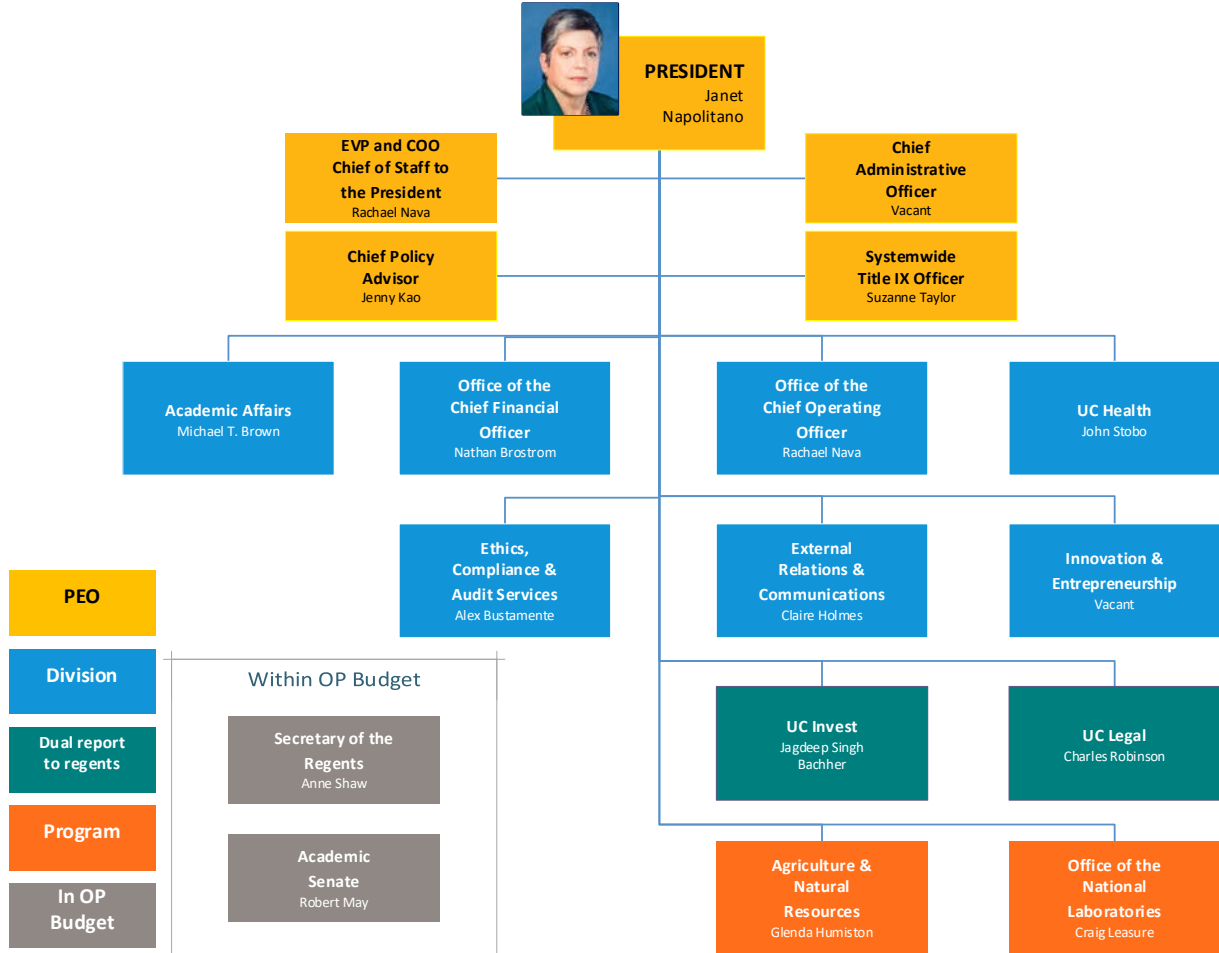 PRESIDENT
Janet
Napolitano
EVP and COO
Chief of Staff to
the President
Rachael Nava
Chief
Administrative
Officer
Vacant
Chief Policy
Advisor
Jenny Kao
Systemwide
Title IX Officer
Suzanne Taylor
Academic Affairs
Michael T. Brown
Office of the
Chief Financial
Officer
Nathan Brostrom
Office of the
Chief Operating
Officer
Rachael Nava
UC Health
John Stobo
Ethics,
Compliance &
Audit Services
Alex Bustamente
External
Relations &
Communications
Claire Holmes
Innovation &
Entrepreneurship
Vacant
PEO
Division
Dual report
to regents
Program
In OP
Budget
Within OP Budget
Secretary of the
Regents
Anne Shaw
Academic
Senate
Robert May
UC Invest
Jagdeep Singh
Bachher
UC Legal
Charles Robinson
Agriculture &
Natural
Resources
Glenda Humiston
Office of the
National
Laboratories
Craig Leasure